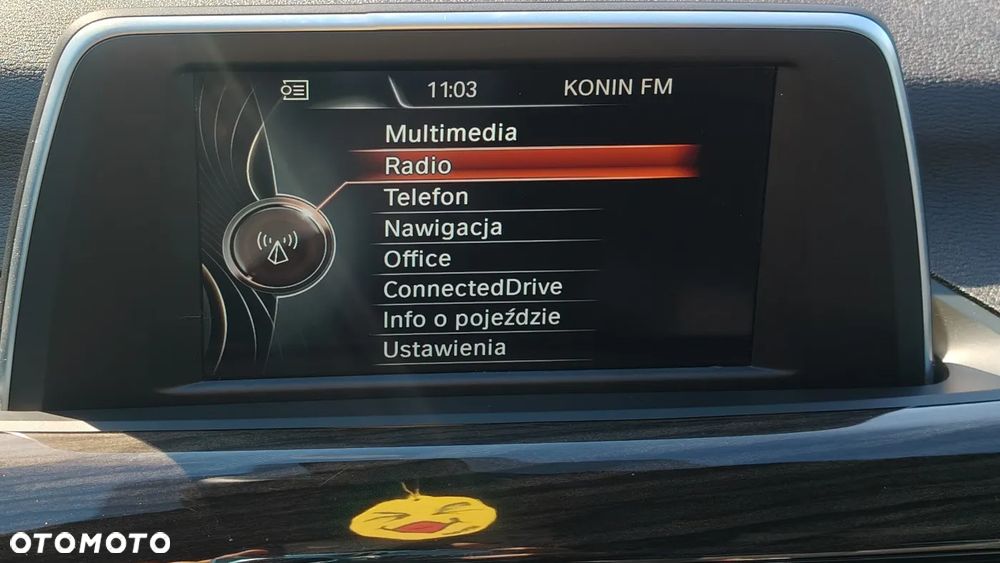 11:03 KONIN FM
Multimedia
Radio
Telefon
Nawigacja
Office
ConnectedDrive
Info o pojeździe
Ustawienia
OTOMOTO